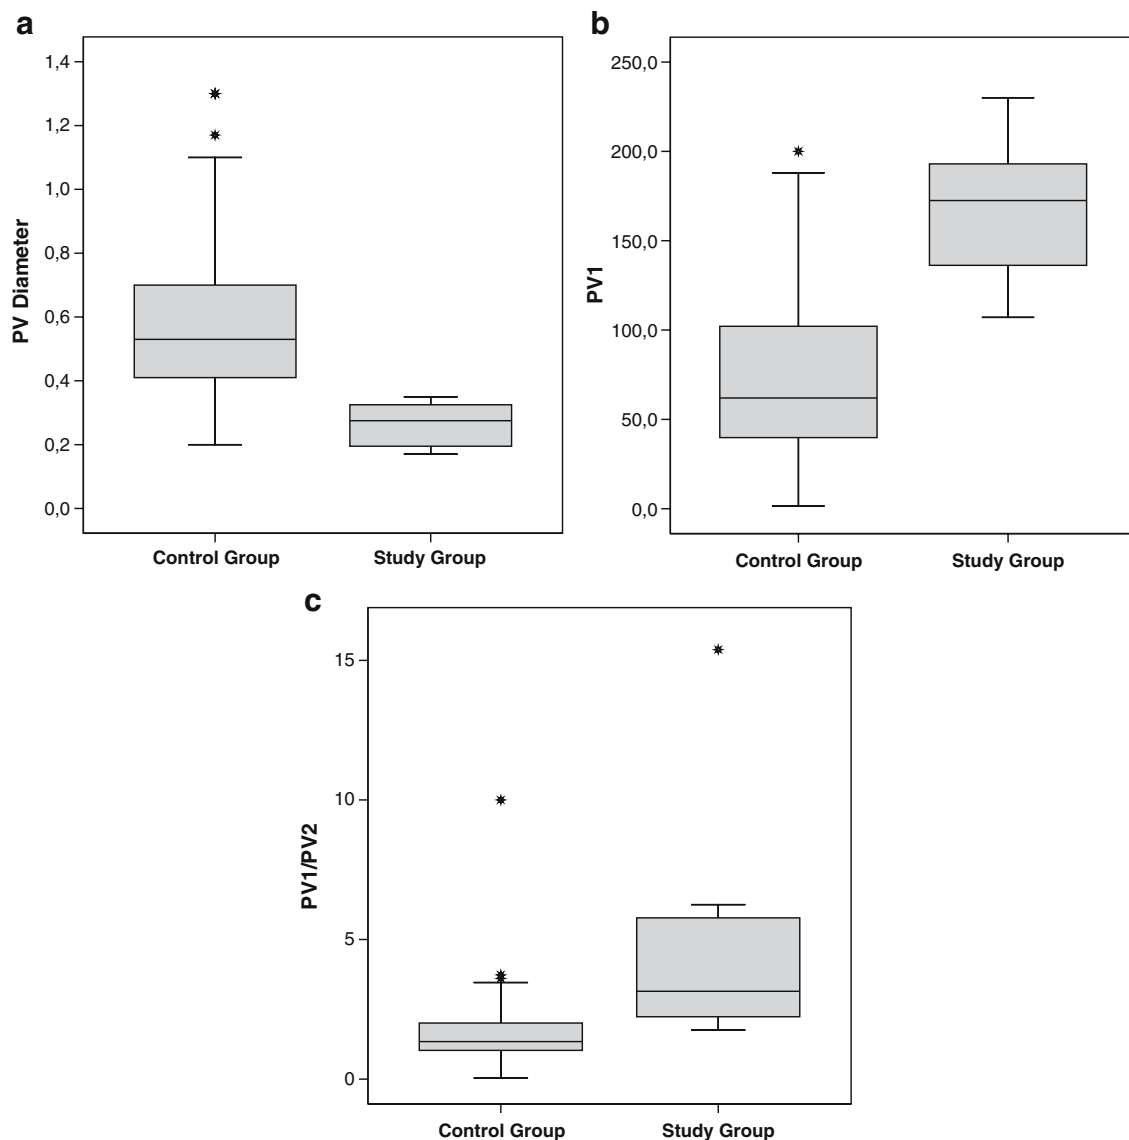 a
1,4
1,2
1,0
0,8
0,6
0,4
0,2
0,0
PV Diameter
Control Group Study Group
b
250,0
200,0
150,0
100,0
50,0
0,0
PV1
Control Group Study Group
c
15
10
5
0
PV1/PV2
Control Group Study Group